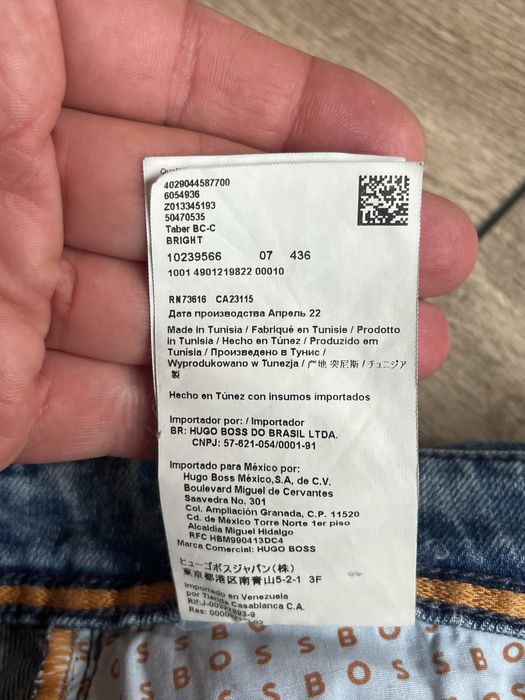 4029044587700
6054936
Z013345193
50470535
Taber BC-C
BRIGHT
10239566 07 436
1001 4901219822 00010
RN73616 CA23115
Дата производства Апрель 22
Made in Tunisia / Fabriqué en Tunisie / Prodotto
in Tunisia / Hecho en Túnez / Produzido em
Tunisia / Произведено в Тунис /
Wyprodukowano w Tunezja / 产地 突尼斯 / チュニジア
製
Hecho en Túnez con insumos importados
Importador por: / Importador
BR: HUGO BOSS DO BRASIL LTDA.
CNPJ: 57-621-054/0001-91
Importado para México por:
Hugo Boss México,S.A, de C.V.
Boulevard Miguel de Cervantes
Saavedra No. 301
Col. Ampliación Granada, C.P. 11520
Cd. de México Torre Norte 1er piso
Alcaldia Miguel Hidalgo
RFC HBM990413DC4
Marca Comercial: HUGO BOSS
ヒューゴボスジャパン(株)
東京都港区南青山5-2-1 3F
Importado en Venezuela
por Tienda Casablanca C.A.
BOSS BOSS